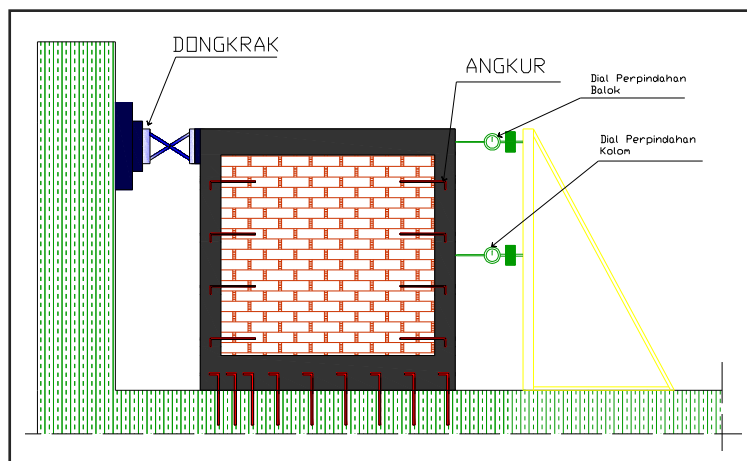 DONGKRAK
ANGKUR
Dial Perpindahan
Balok
Dial Perpindahan
Kolom